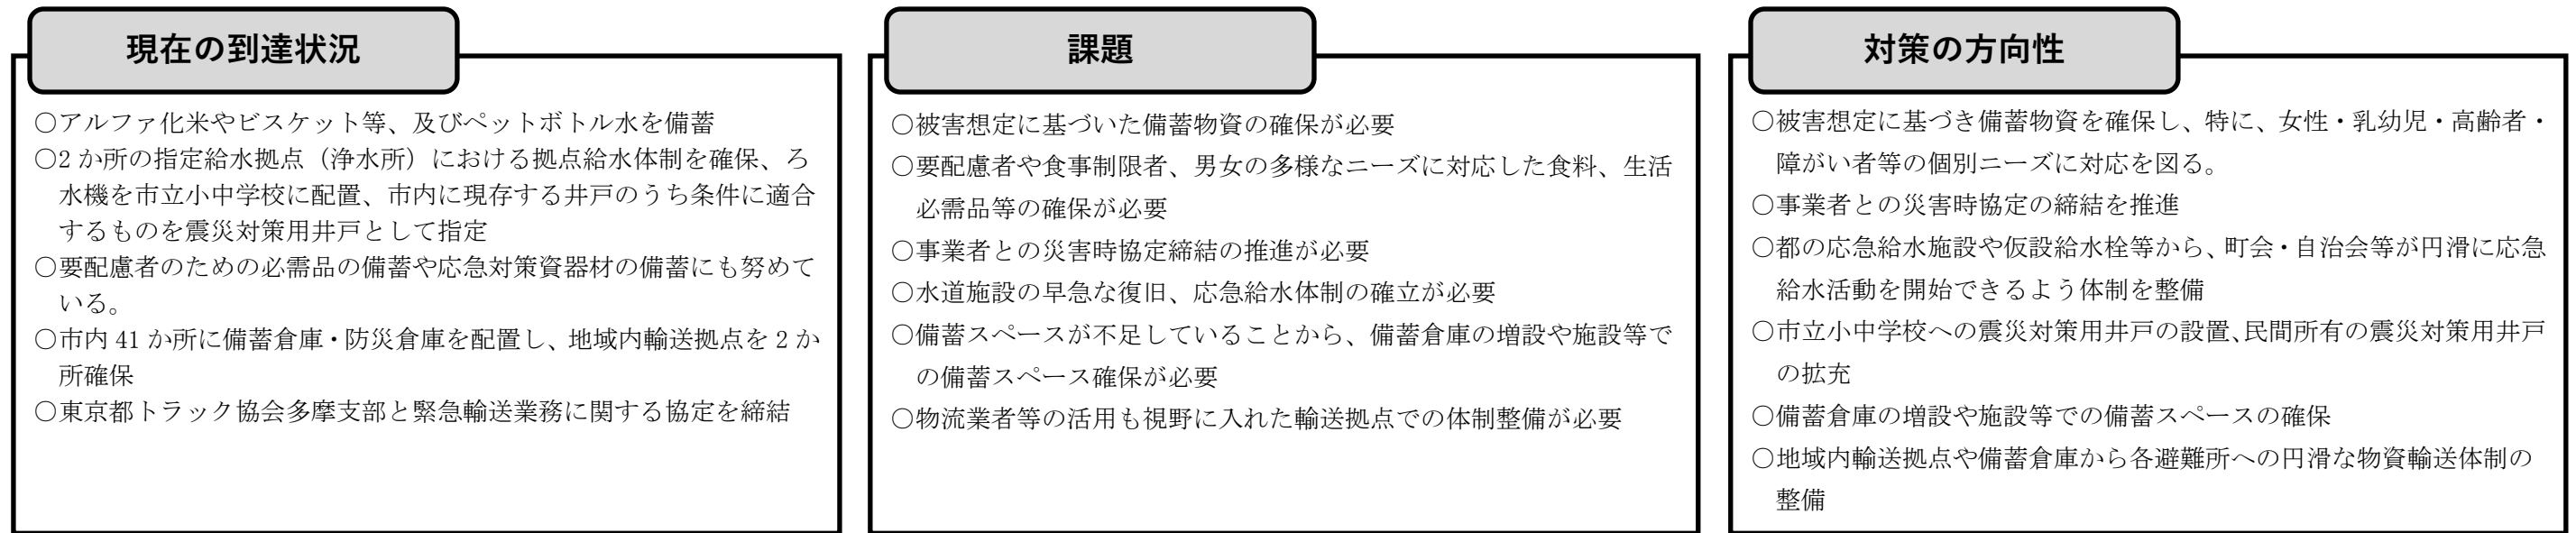 現在の到達状況
○アルファ化米やビスケット等、及びペットボトル水を備蓄
○2 か所の指定給水拠点（浄水所）における拠点給水体制を確保、ろ
水機を市立小中学校に配置、市内に現存する井戸のうち条件に適合
するものを震災対策用井戸として指定
○要配慮者のための必需品の備蓄や応急対策資器材の備蓄にも努めて
いる。
○市内 41 か所に備蓄倉庫・防災倉庫を配置し、地域内輸送拠点を 2 か
所確保
○東京都トラック協会多摩支部と緊急輸送業務に関する協定を締結
課題
○被害想定に基づいた備蓄物資の確保が必要
○要配慮者や食事制限者、男女の多様なニーズに対応した食料、生活
必需品等の確保が必要
○事業者との災害時協定締結の推進が必要
○水道施設の早急な復旧、応急給水体制の確立が必要
○備蓄スペースが不足していることから、備蓄倉庫の増設や施設等で
の備蓄スペース確保が必要
○物流業者等の活用も視野に入れた輸送拠点での体制整備が必要
対策の方向性
○被害想定に基づき備蓄物資を確保し、特に、女性・乳幼児・高齢者・
障がい者等の個別ニーズに対応を図る。
○事業者との災害時協定の締結を推進
○都の応急給水施設や仮設給水栓等から、町会・自治会等が円滑に応急
給水活動を開始できるよう体制を整備
○市立小中学校への震災対策用井戸の設置、民間所有の震災対策用井戸
の拡充
○備蓄倉庫の増設や施設等での備蓄スペースの確保
○地域内輸送拠点や備蓄倉庫から各避難所への円滑な物資輸送体制の
整備